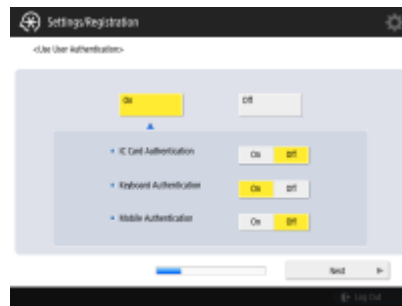 Settings/Registration
<Use User Authentication>
On Off
IC Card Authentication On Off
Keyboard Authentication On Off
Mobile Authentication On Off
Next
Log Out